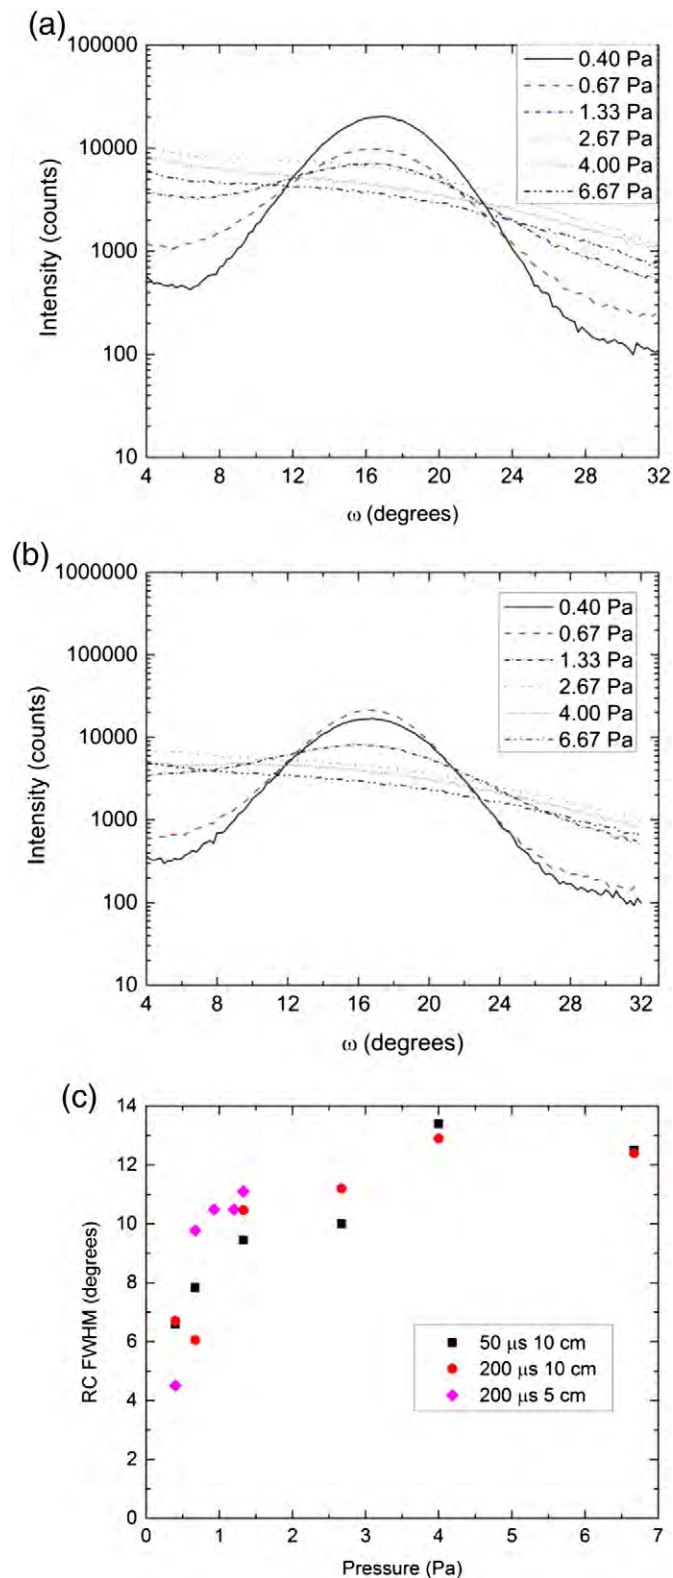 (a)
100000
10000
1000
100
10
Intensity (counts)
0.40 Pa
0.67 Pa
1.33 Pa
2.67 Pa
4.00 Pa
6.67 Pa
4 8 12 16 20 24 28 32
ω (degrees)
(b)
1000000
100000
10000
1000
100
10
Intensity (counts)
0.40 Pa
0.67 Pa
1.33 Pa
2.67 Pa
4.00 Pa
6.67 Pa
4 8 12 16 20 24 28 32
ω (degrees)
(c)
14
12
10
8
6
4
2
0
RC FWHM (degrees)
50 μs 10 cm
200 μs 10 cm
200 μs 5 cm
0 1 2 3 4 5 6 7
Pressure (Pa)